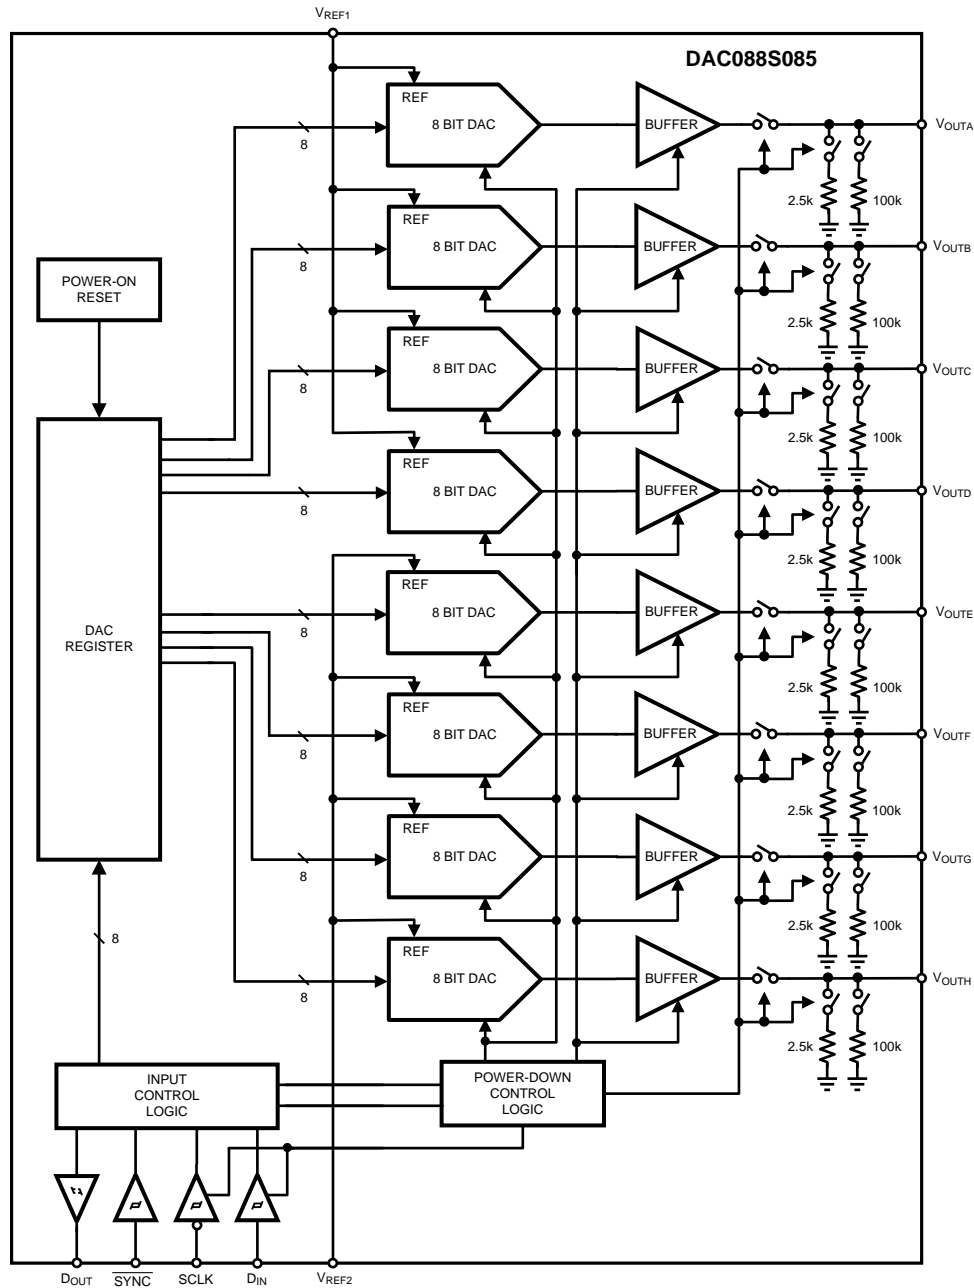 VREF1
DAC088S085
REF
8 BIT DAC
BUFFER
8
2.5k
100k
VOUTA
REF
8 BIT DAC
BUFFER
8
2.5k
100k
VOUTB
POWER-ON
RESET
REF
8 BIT DAC
BUFFER
8
2.5k
100k
VOUTC
REF
8 BIT DAC
BUFFER
8
2.5k
100k
VOUTD
DAC
REGISTER
REF
8 BIT DAC
BUFFER
8
2.5k
100k
VOUTE
REF
8 BIT DAC
BUFFER
8
2.5k
100k
VOUTF
REF
8 BIT DAC
BUFFER
8
2.5k
100k
VOUTG
8
REF
8 BIT DAC
BUFFER
8
2.5k
100k
VOUTH
INPUT
CONTROL
LOGIC
POWER-DOWN
CONTROL
LOGIC
DOUT
SYNC
SCLK
DIN
VREF2